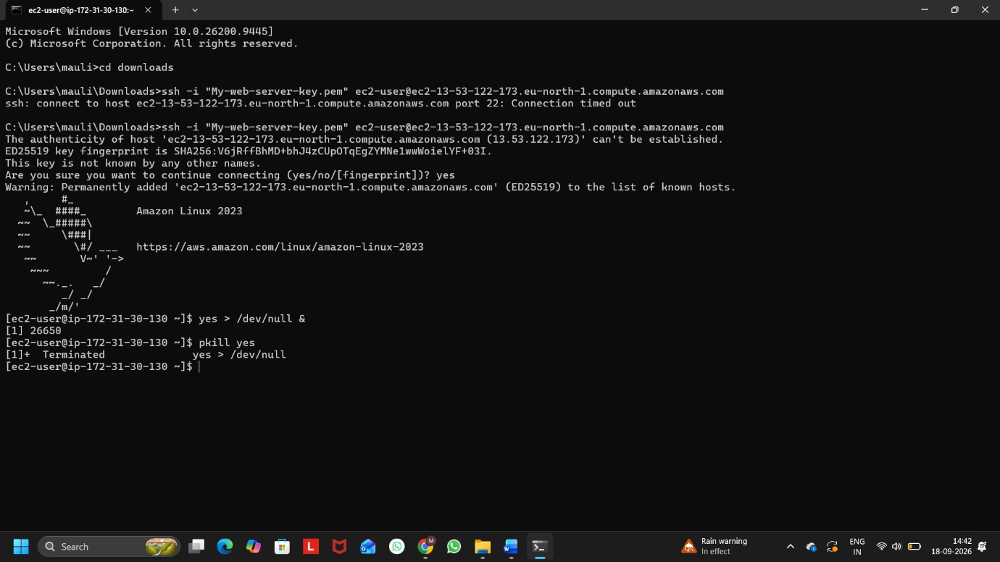 ec2-user@ip-172-31-30-130:~
Microsoft Windows [Version 10.0.26200.9445]
(c) Microsoft Corporation. All rights reserved.
C:\Users\mauli>cd downloads
C:\Users\mauli\Downloads>ssh -i "My-web-server-key.pem" ec2-user@ec2-13-53-122-173.eu-north-1.compute.amazonaws.com
ssh: connect to host ec2-13-53-122-173.eu-north-1.compute.amazonaws.com port 22: Connection timed out
C:\Users\mauli\Downloads>ssh -i "My-web-server-key.pem" ec2-user@ec2-13-53-122-173.eu-north-1.compute.amazonaws.com
The authenticity of host 'ec2-13-53-122-173.eu-north-1.compute.amazonaws.com (13.53.122.173)' can't be established.
ED25519 key fingerprint is SHA256:V6jRffBhMD+bhJ4zCUpOTqEgZYMNe1wwWoielYF+03I.
This key is not known by any other names.
Are you sure you want to continue connecting (yes/no/[fingerprint])? yes
Warning: Permanently added 'ec2-13-53-122-173.eu-north-1.compute.amazonaws.com' (ED25519) to the list of known hosts.
   ,     #_
   ~\_  ####_        Amazon Linux 2023
  ~~  \_#####\
  ~~     \###|
  ~~       \#/ ___   https://aws.amazon.com/linux/amazon-linux-2023
   ~~       V~' '->
    ~~~         /
      ~~._.   _/
         _/ _/
       _/m/'
[ec2-user@ip-172-31-30-130 ~]$ yes > /dev/null &
[1] 26650
[ec2-user@ip-172-31-30-130 ~]$ pkill yes
[1]+  Terminated              yes > /dev/null
[ec2-user@ip-172-31-30-130 ~]$
Search
L
M
W
Rain warning
In effect
ENG
IN
14:42
18-09-2026